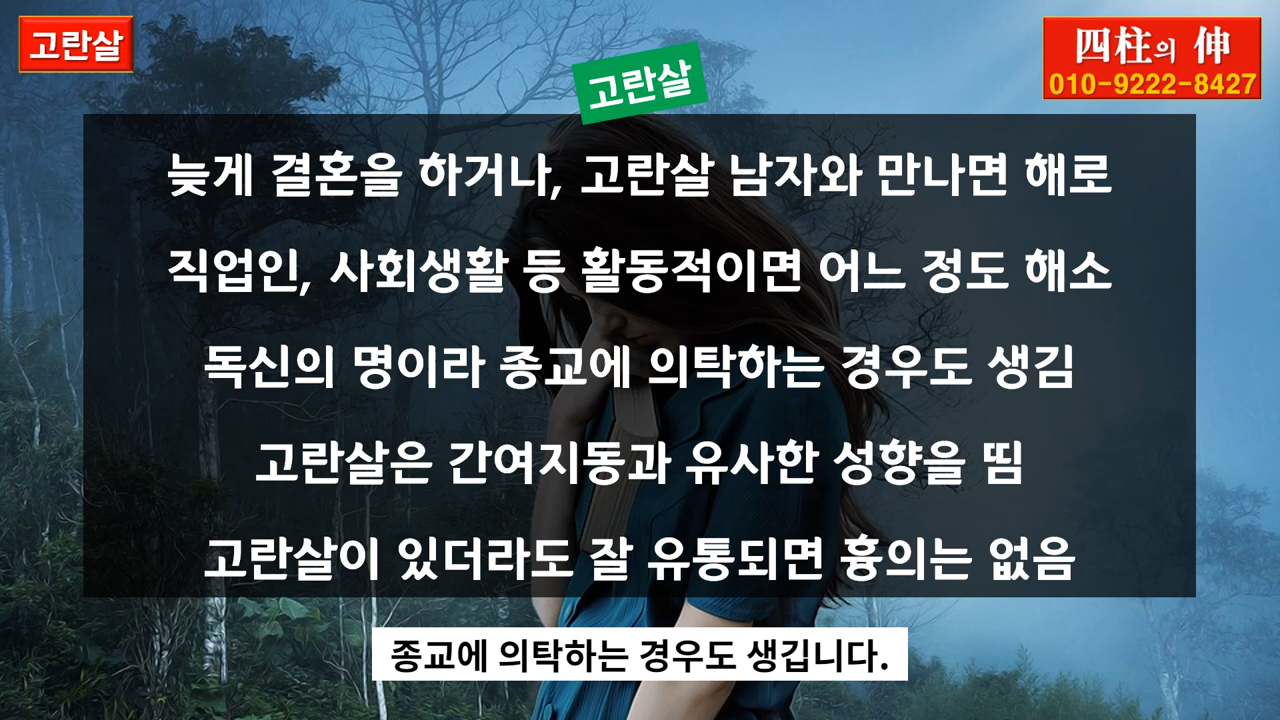 고란살
四柱의 伸
010-9222-8427
고란살
늦게 결혼을 하거나, 고란살 남자와 만나면 해로
직업인, 사회생활 등 활동적이면 어느 정도 해소
독신의 명이라 종교에 의탁하는 경우도 생김
고란살은 간여지동과 유사한 성향을 띰
고란살이 있더라도 잘 유통되면 흉의는 없음
종교에 의탁하는 경우도 생깁니다.